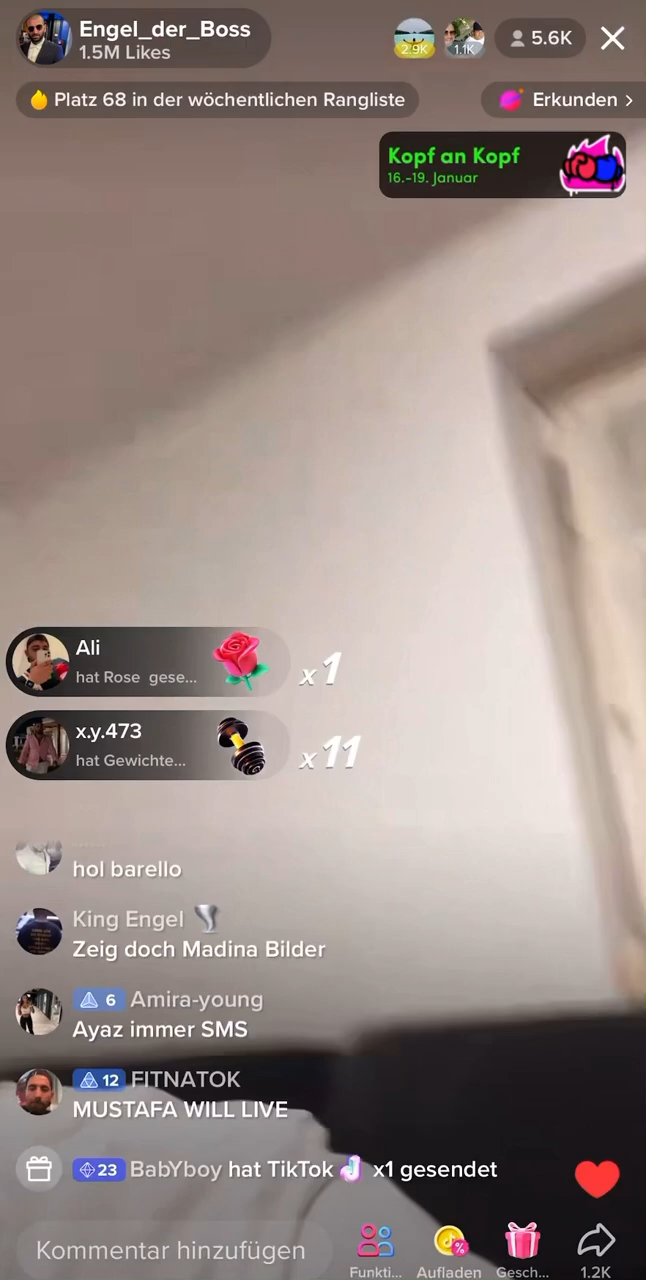 Engel_der_Boss
1.5M Likes
2.9K
1.1K
5.6K
Platz 68 in der wöchentlichen Rangliste
Erkunden >
Kopf an Kopf
16.-19. Januar
Ali
hat Rose gese...
x1
x.y.473
hat Gewichte...
x11
hol barello
King Engel
Zeig doch Madina Bilder
6 Amira-young
Ayaz immer SMS
12 FITNATOK
MUSTAFA WILL LIVE
23 BabYboy hat TikTok x1 gesendet
Kommentar hinzufügen
Funkti...
Aufladen
Gesch...
1.2K